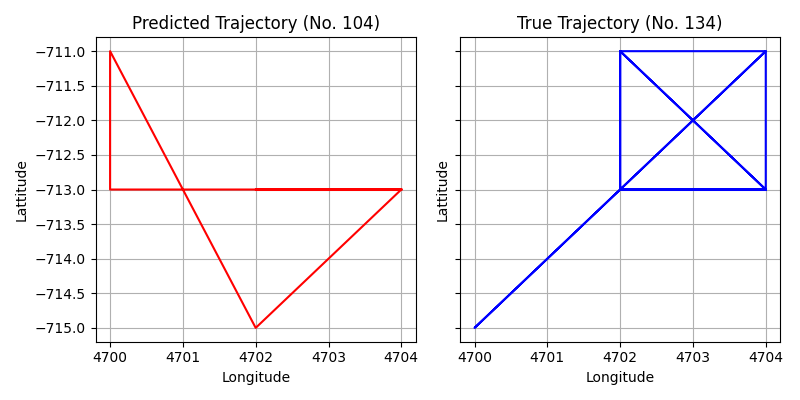 Predicted Trajectory (No. 104)
True Trajectory (No. 134)
−711.0
−711.5
−712.0
−712.5
−713.0
−713.5
−714.0
−714.5
−715.0
Lattitude
Lattitude
4700 4701 4702 4703 4704
4700 4701 4702 4703 4704
Longitude
Longitude